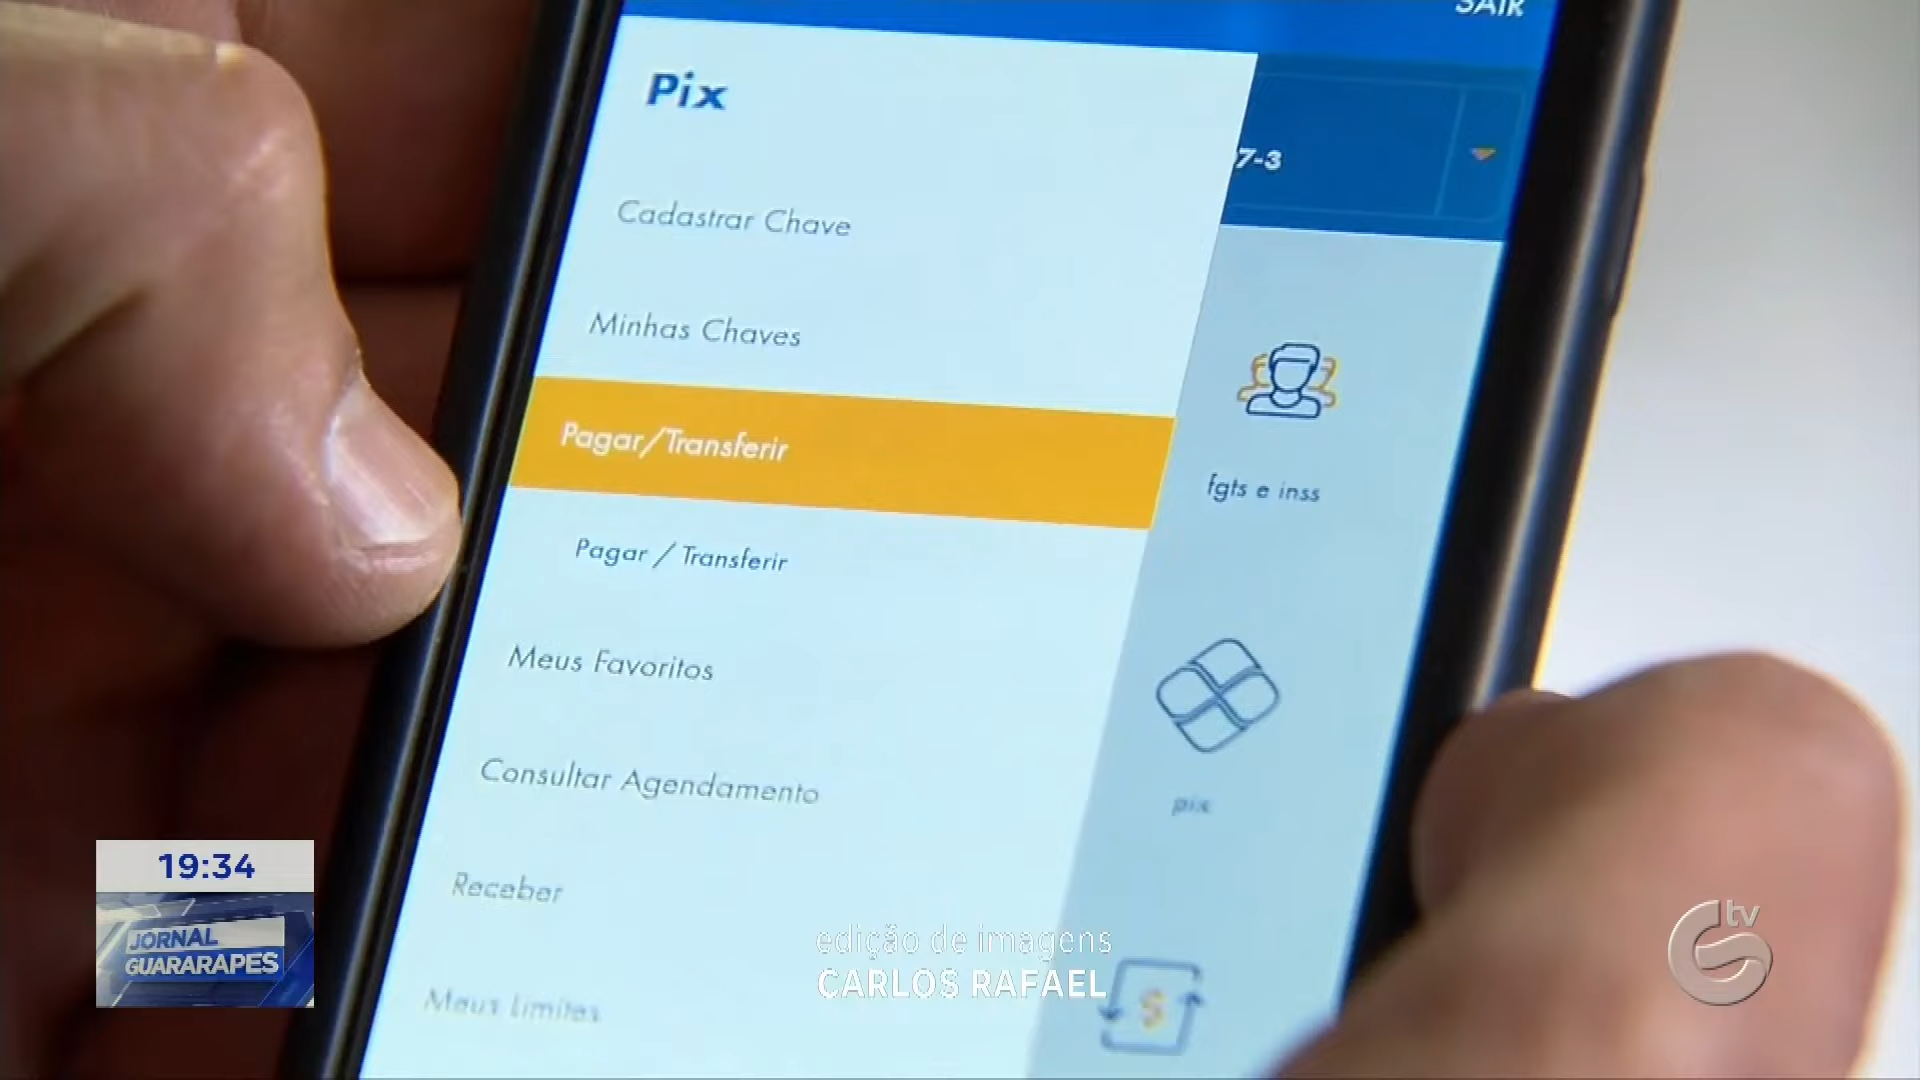 SAIR
Pix
7-3
Cadastrar Chave
Minhas Chaves
Pagar/Transferir
fgts e inss
Pagar / Transferir
Meus Favoritos
pix
Consultar Agendamento
Receber
Meus Limites
$
19:34
JORNAL
GUARARAPES
edição de imagens
CARLOS RAFAEL
tv